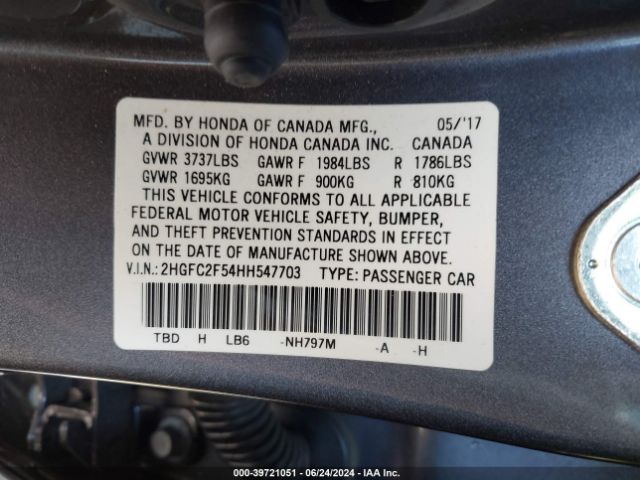 MFD. BY HONDA OF CANADA MFG., 05/'17
A DIVISION OF HONDA CANADA INC. CANADA
GVWR 3737LBS GAWR F 1984LBS R 1786LBS
GVWR 1695KG GAWR F 900KG R 810KG
THIS VEHICLE CONFORMS TO ALL APPLICABLE
FEDERAL MOTOR VEHICLE SAFETY, BUMPER,
AND THEFT PREVENTION STANDARDS IN EFFECT
ON THE DATE OF MANUFACTURE SHOWN ABOVE.
V.I.N.: 2HGFC2F54HH547703 TYPE: PASSENGER CAR
TBD H LB6 -NH797M -A -H
000-39721051 | 06/24/2024 | IAA Inc.